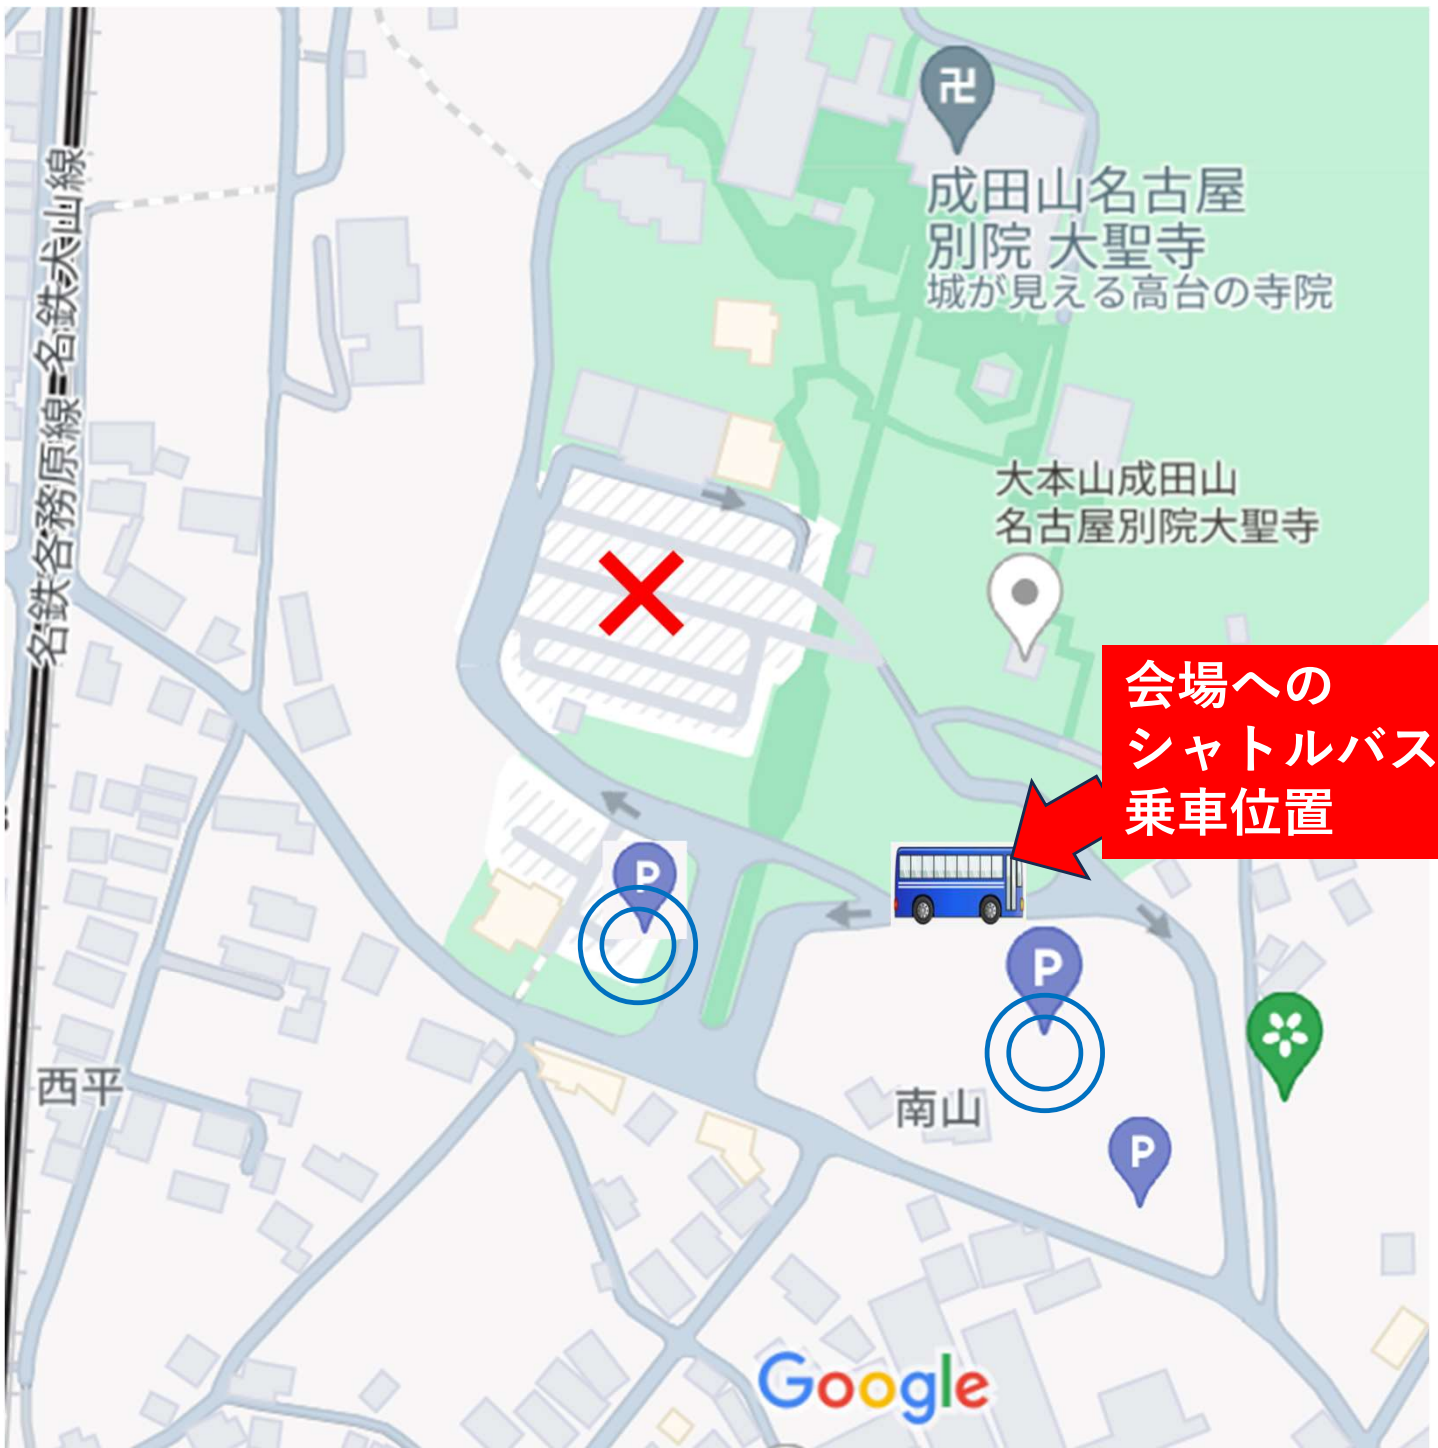 卍
成田山名古屋
別院 大聖寺
城が見える高台の寺院
名鉄各務原線 名鉄犬山線
大本山成田山
名古屋別院大聖寺
会場への
シャトルバス
乗車位置
P
P
南山
西平
P
Google